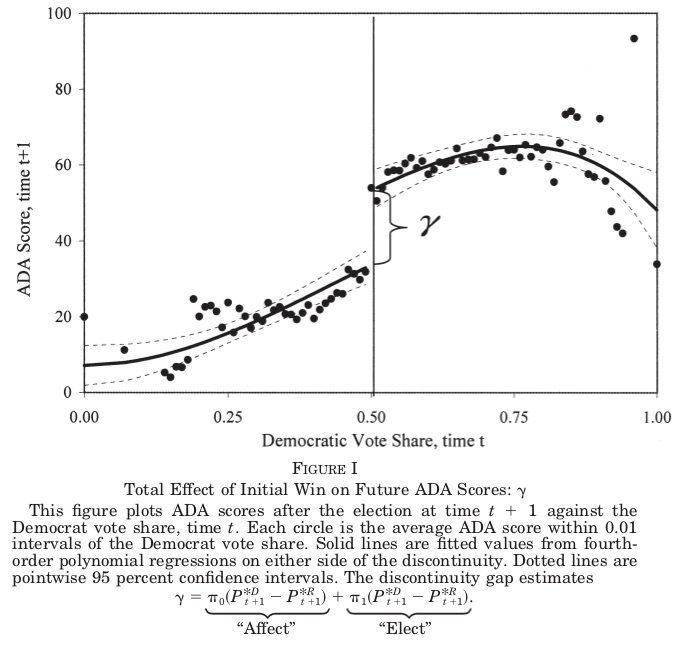 100
80
60
40
20
0
ADA Score, time t+1
γ
0.00 0.25 0.50 0.75 1.00
Democratic Vote Share, time t
FIGURE I
Total Effect of Initial Win on Future ADA Scores: γ
This figure plots ADA scores after the election at time t + 1 against the
Democrat vote share, time t. Each circle is the average ADA score within 0.01
intervals of the Democrat vote share. Solid lines are fitted values from fourth-
order polynomial regressions on either side of the discontinuity. Dotted lines are
pointwise 95 percent confidence intervals. The discontinuity gap estimates
γ = π₀(P*ᴰₜ₊₁ − P*ᴿₜ₊₁) + π₁(P*ᴰₜ₊₁ − P*ᴿₜ₊₁).
“Affect” “Elect”